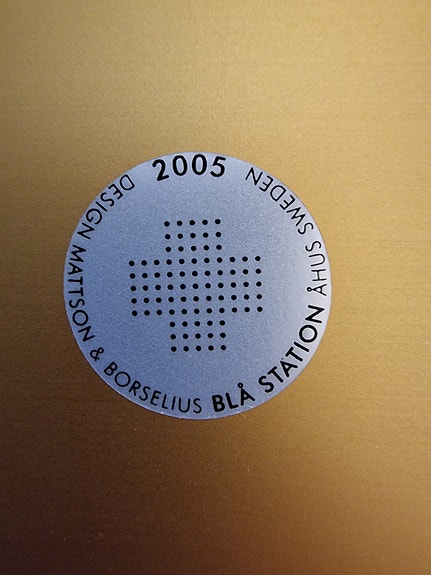 2005
DESIGN MATTSON & BORSELIUS BLÅ STATION ÅHUS SWEDEN